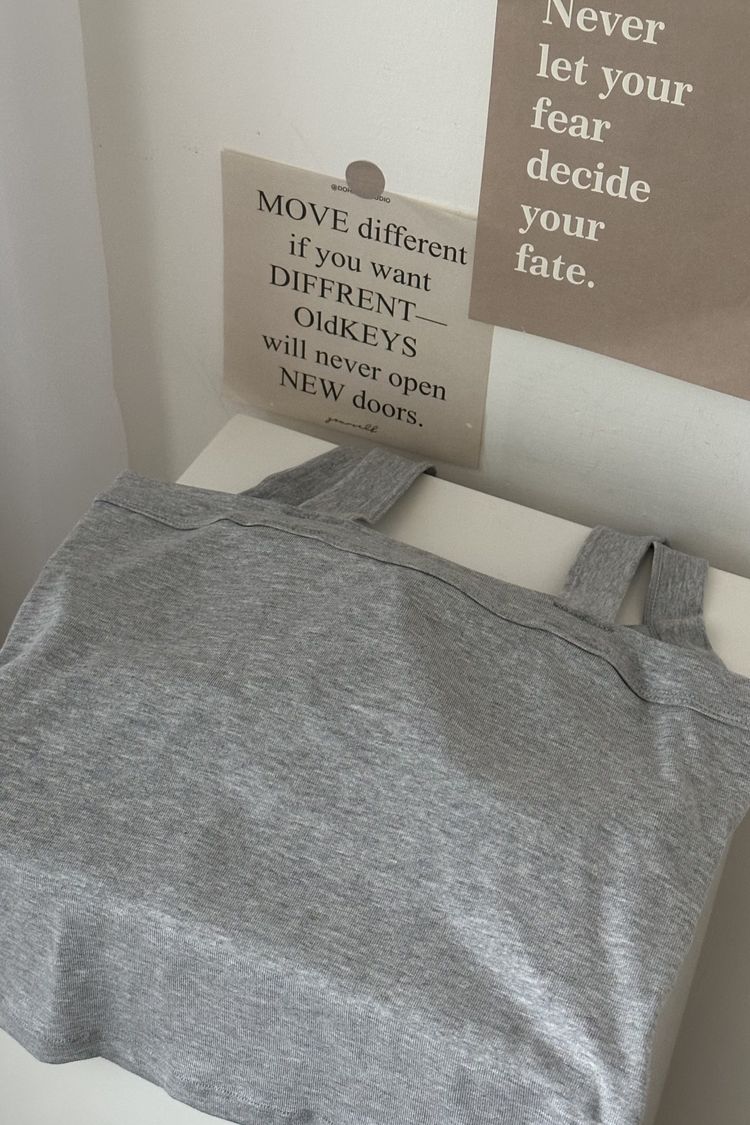 MOVE different
if you want
DIFFRENT—
OldKEYS
will never open
NEW doors.
yourself
Never
let your
fear
decide
your
fate.